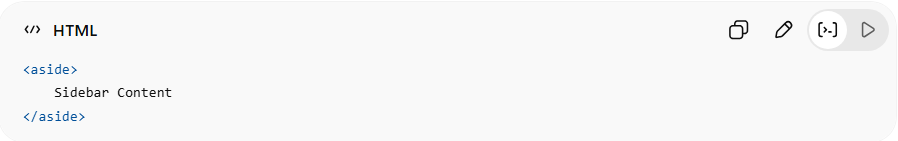 HTML
<aside>
    Sidebar Content
</aside>